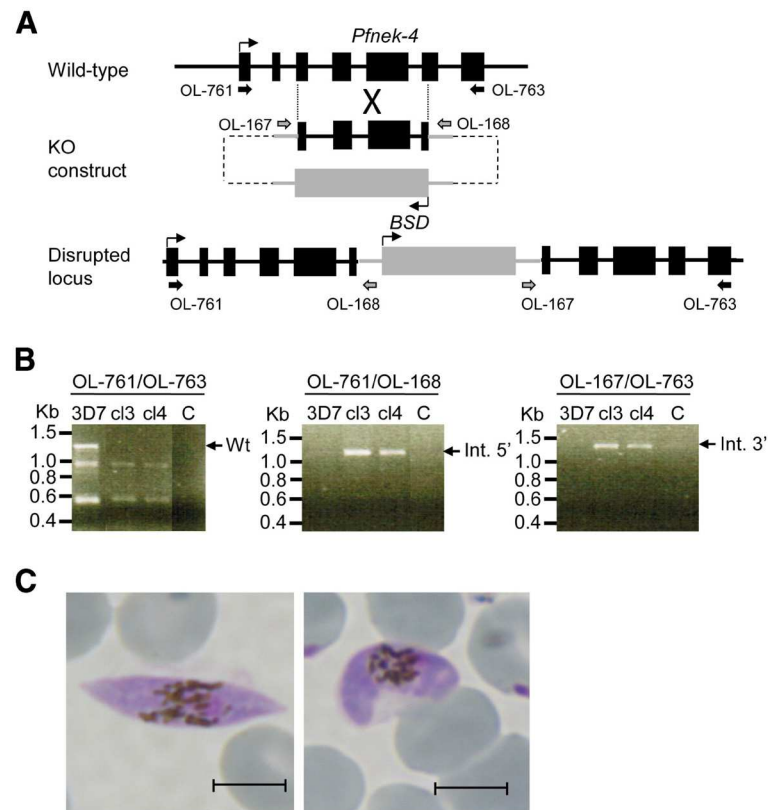 A
Pfnek-4
Wild-type
OL-761
OL-763
OL-167
OL-168
KO
construct
BSD
Disrupted
locus
OL-761
OL-168
OL-167
OL-763
B
OL-761/OL-763
OL-761/OL-168
OL-167/OL-763
Kb 3D7 cl3 cl4 C
Kb 3D7 cl3 cl4 C
Kb 3D7 cl3 cl4 C
1.5
1.0
0.8
0.6
0.4
Wt
1.5
1.0
0.8
0.6
0.4
Int. 5’
1.5
1.0
0.8
0.6
0.4
Int. 3’
C